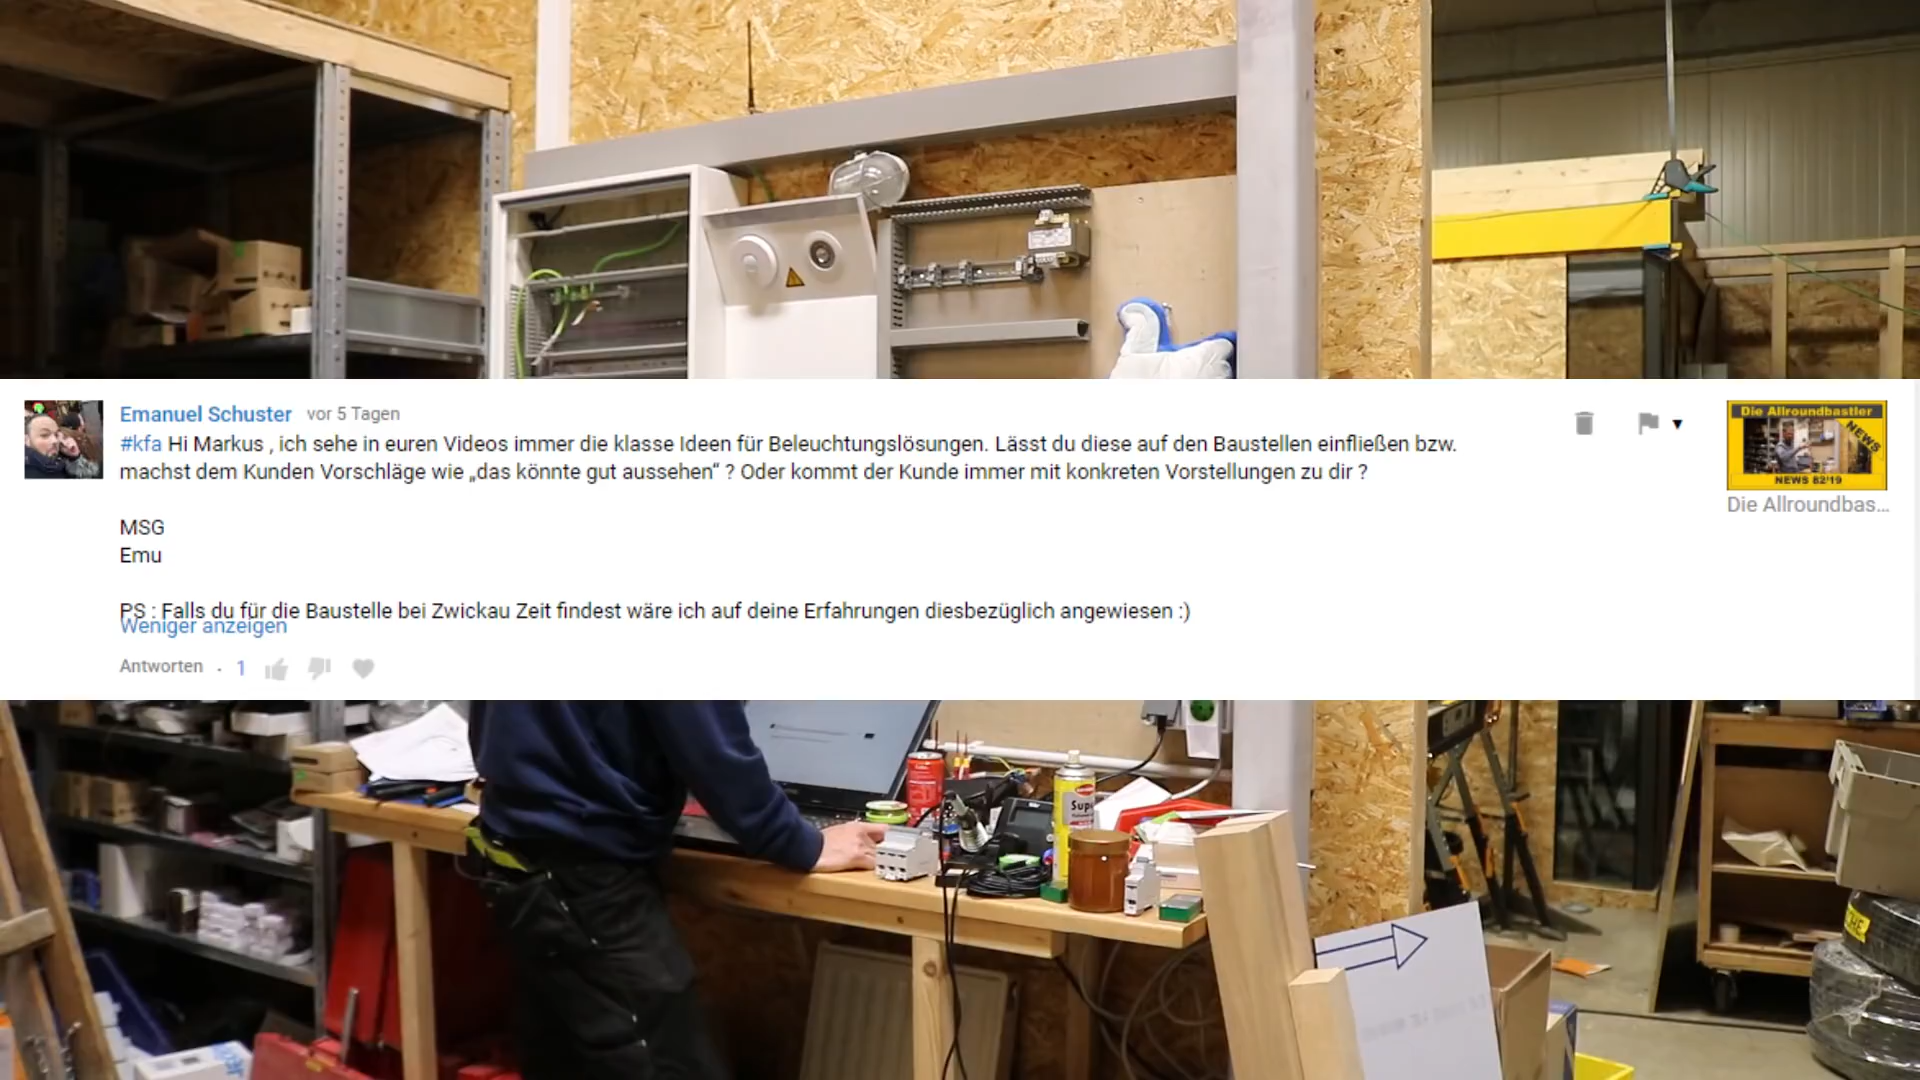 Emanuel Schuster vor 5 Tagen
#kfa Hi Markus , ich sehe in euren Videos immer die klasse Ideen für Beleuchtungslösungen. Lässt du diese auf den Baustellen einfließen bzw.
machst dem Kunden Vorschläge wie „das könnte gut aussehen“ ? Oder kommt der Kunde immer mit konkreten Vorstellungen zu dir ?
MSG
Emu
PS : Falls du für die Baustelle bei Zwickau Zeit findest wäre ich auf deine Erfahrungen diesbezüglich angewiesen :)
Weniger anzeigen
Antworten . 1
Die Allroundbastler
NEWS
NEWS 82/19
Die Allroundbas...